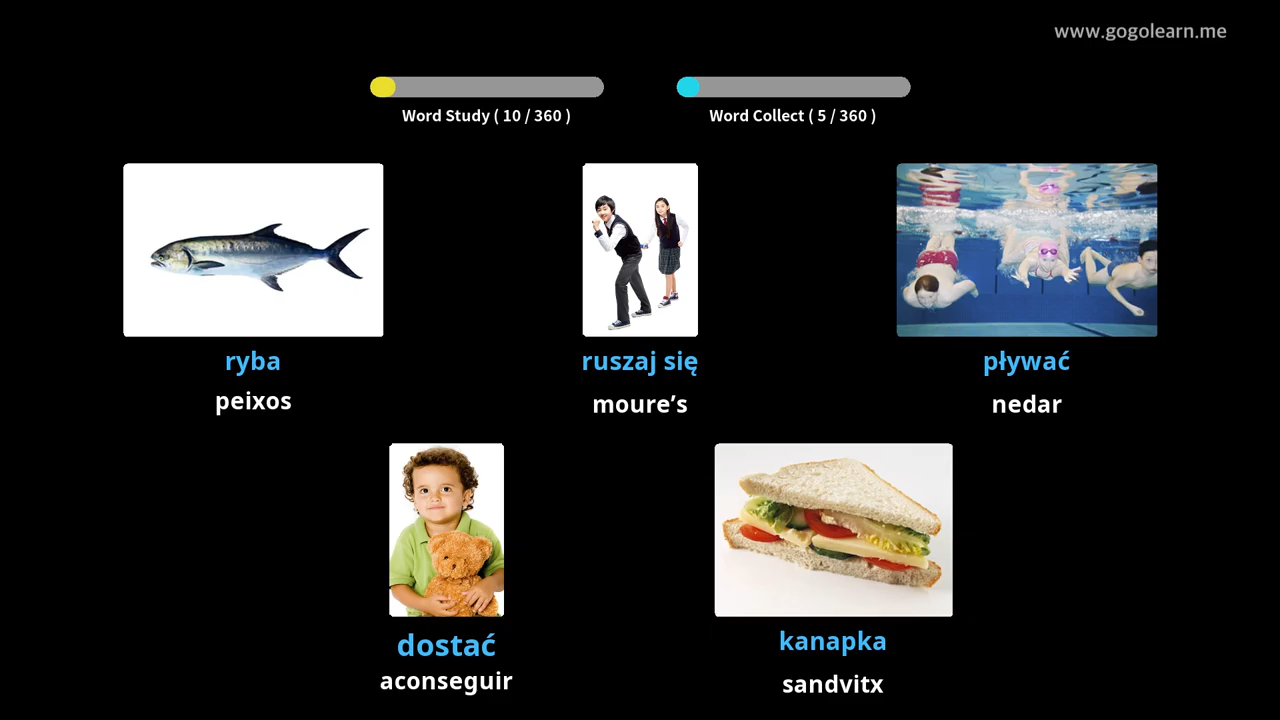 www.gogolearn.me
Word Study ( 10 / 360 )
Word Collect ( 5 / 360 )
ryba
peixos
ruszaj się
moure’s
pływać
nedar
dostać
aconseguir
kanapka
sandvitx